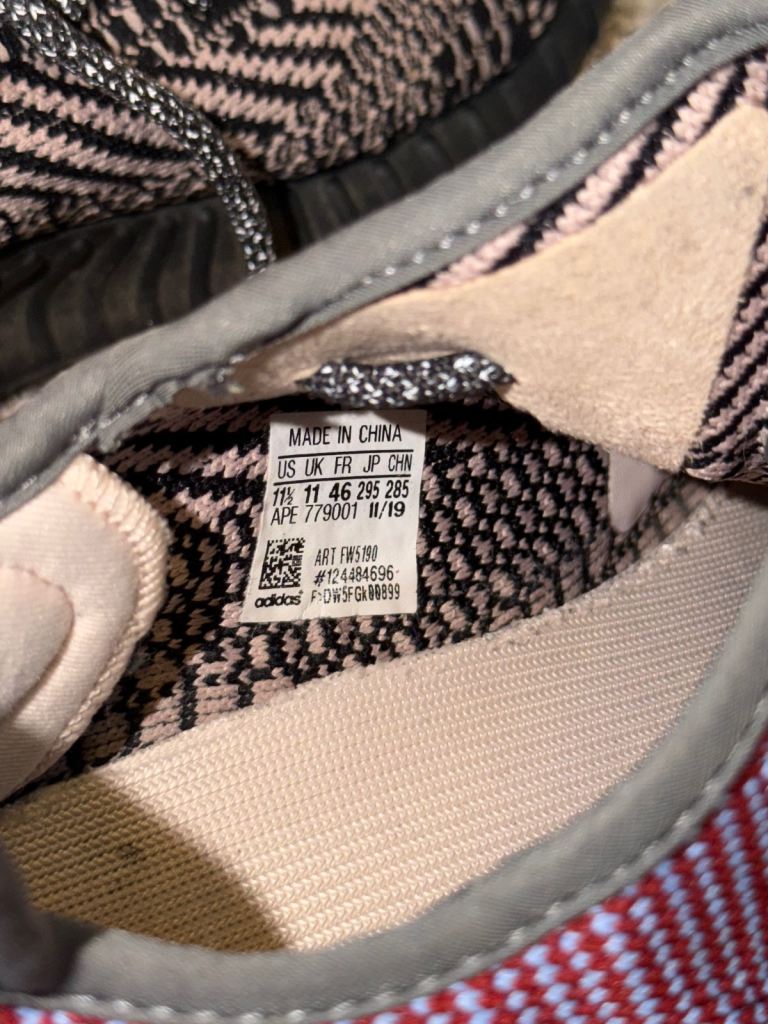 MADE IN CHINA
US UK FR JP CHN
11½ 11 46 295 285
APE 779001 11/19
ART FW5190
#124484696
adidas